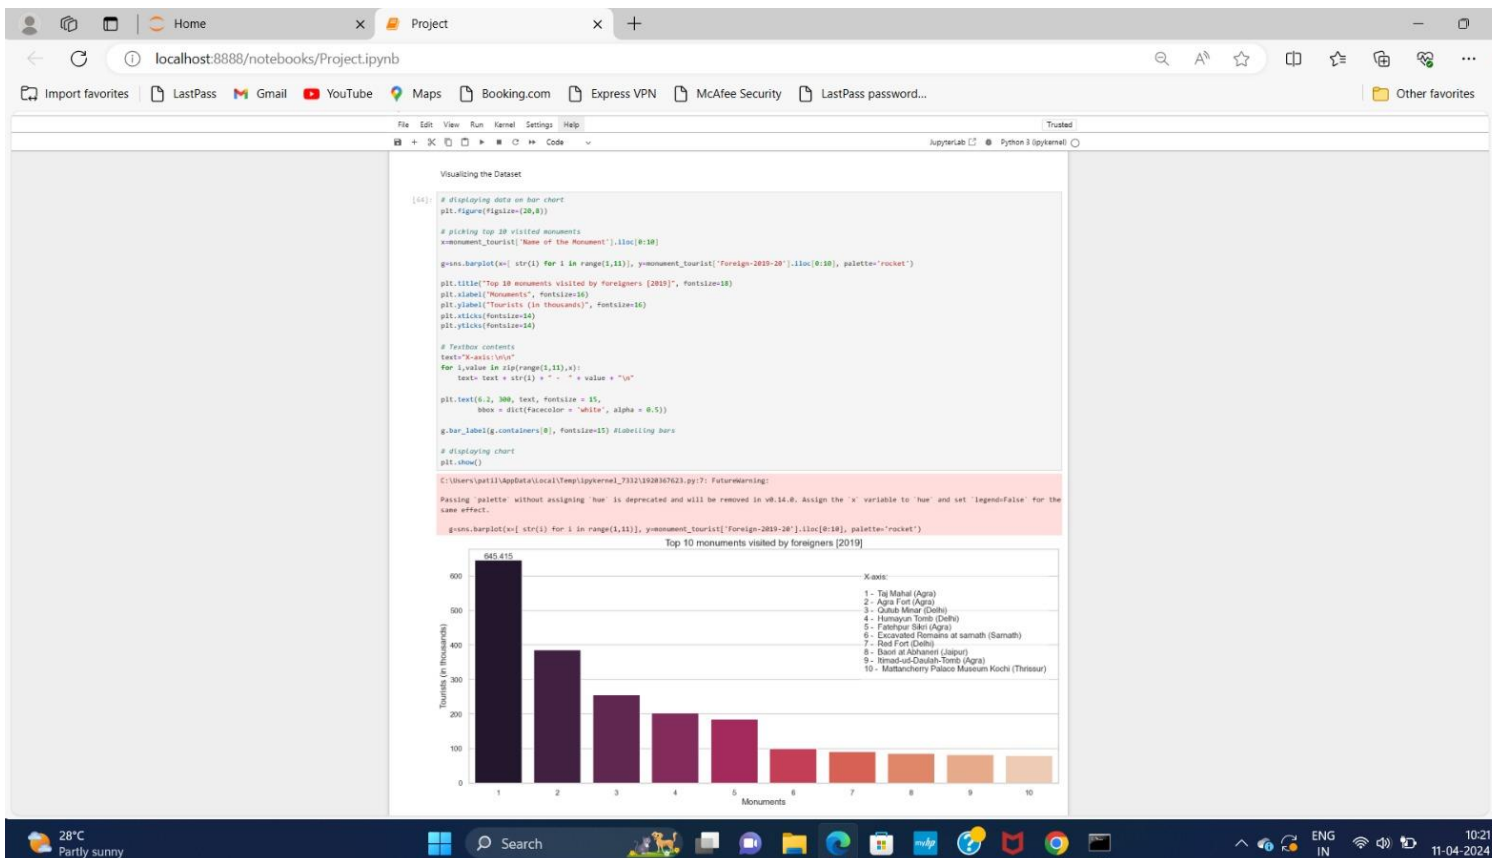 Home
Project
localhost:8888/notebooks/Project.ipynb
Import favorites LastPass Gmail YouTube Maps Booking.com Express VPN McAfee Security LastPass password... Other favorites
File Edit View Run Kernel Settings Help Trusted
Code JupyterLab Python 3 (ipykernel)
Visualizing the Dataset
[66]: # displaying data on bar chart
plt.figure(figsize=(20,8))
# picking top 10 visited monuments
x=monument_tourist['Name of the Monument'].iloc[0:10]
g=sns.barplot(x=[ str(i) for i in range(1,11)], y=monument_tourist['Foreign-2019-20'].iloc[0:10], palette='rocket')
plt.title("Top 10 monuments visited by foreigners [2019]", fontsize=18)
plt.xlabel("Monuments", fontsize=16)
plt.ylabel("Tourists (in thousands)", fontsize=16)
plt.xticks(fontsize=14)
plt.yticks(fontsize=14)
# Textbox contents
text="X-axis:\n\n"
for i,value in zip(range(1,11),x):
text= text + str(i) + " - " + value + "\n"
plt.text(6.2, 300, text, fontsize = 15,
bbox = dict(facecolor = 'white', alpha = 0.5))
g.bar_label(g.containers[0], fontsize=15) #labelling bars
# displaying chart
plt.show()
C:\Users\patil\AppData\Local\Temp\ipykernel_7332\1920367623.py:7: FutureWarning:
Passing `palette` without assigning `hue` is deprecated and will be removed in v0.14.0. Assign the `x` variable to `hue` and set `legend=False` for the
same effect.
g=sns.barplot(x=[ str(i) for i in range(1,11)], y=monument_tourist['Foreign-2019-20'].iloc[0:10], palette='rocket')
Top 10 monuments visited by foreigners [2019]
645.415
600
500
400
300
200
100
0
Tourists (in thousands)
X-axis:
1 - Taj Mahal (Agra)
2 - Agra Fort (Agra)
3 - Qutub Minar (Delhi)
4 - Humayun Tomb (Delhi)
5 - Fatehpur Sikri (Agra)
6 - Excavated Remains at sarnath (Sarnath)
7 - Red Fort (Delhi)
8 - Baori at Abhaneri (Jaipur)
9 - Itimad-ud-Daulah-Tomb (Agra)
10 - Mattancherry Palace Museum Kochi (Thrissur)
1 2 3 4 5 6 7 8 9 10
Monuments
28°C
Partly sunny
Search
ENG
IN
10:21
11-04-2024